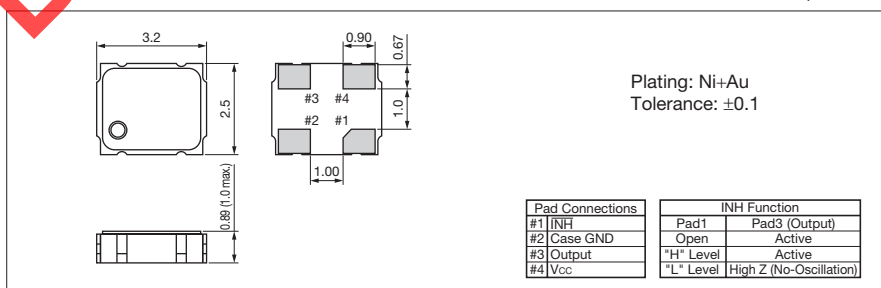 3.2
2.5
0.89 (1.0 max.)
0.90
0.67
#3 #4
#2 #1
1.0
1.00
Plating: Ni+Au
Tolerance: ±0.1
Pad Connections
#1 INH
#2 Case GND
#3 Output
#4 Vcc
INH Function
Pad1 Pad3 (Output)
Open Active
"H" Level Active
"L" Level High Z (No-Oscillation)